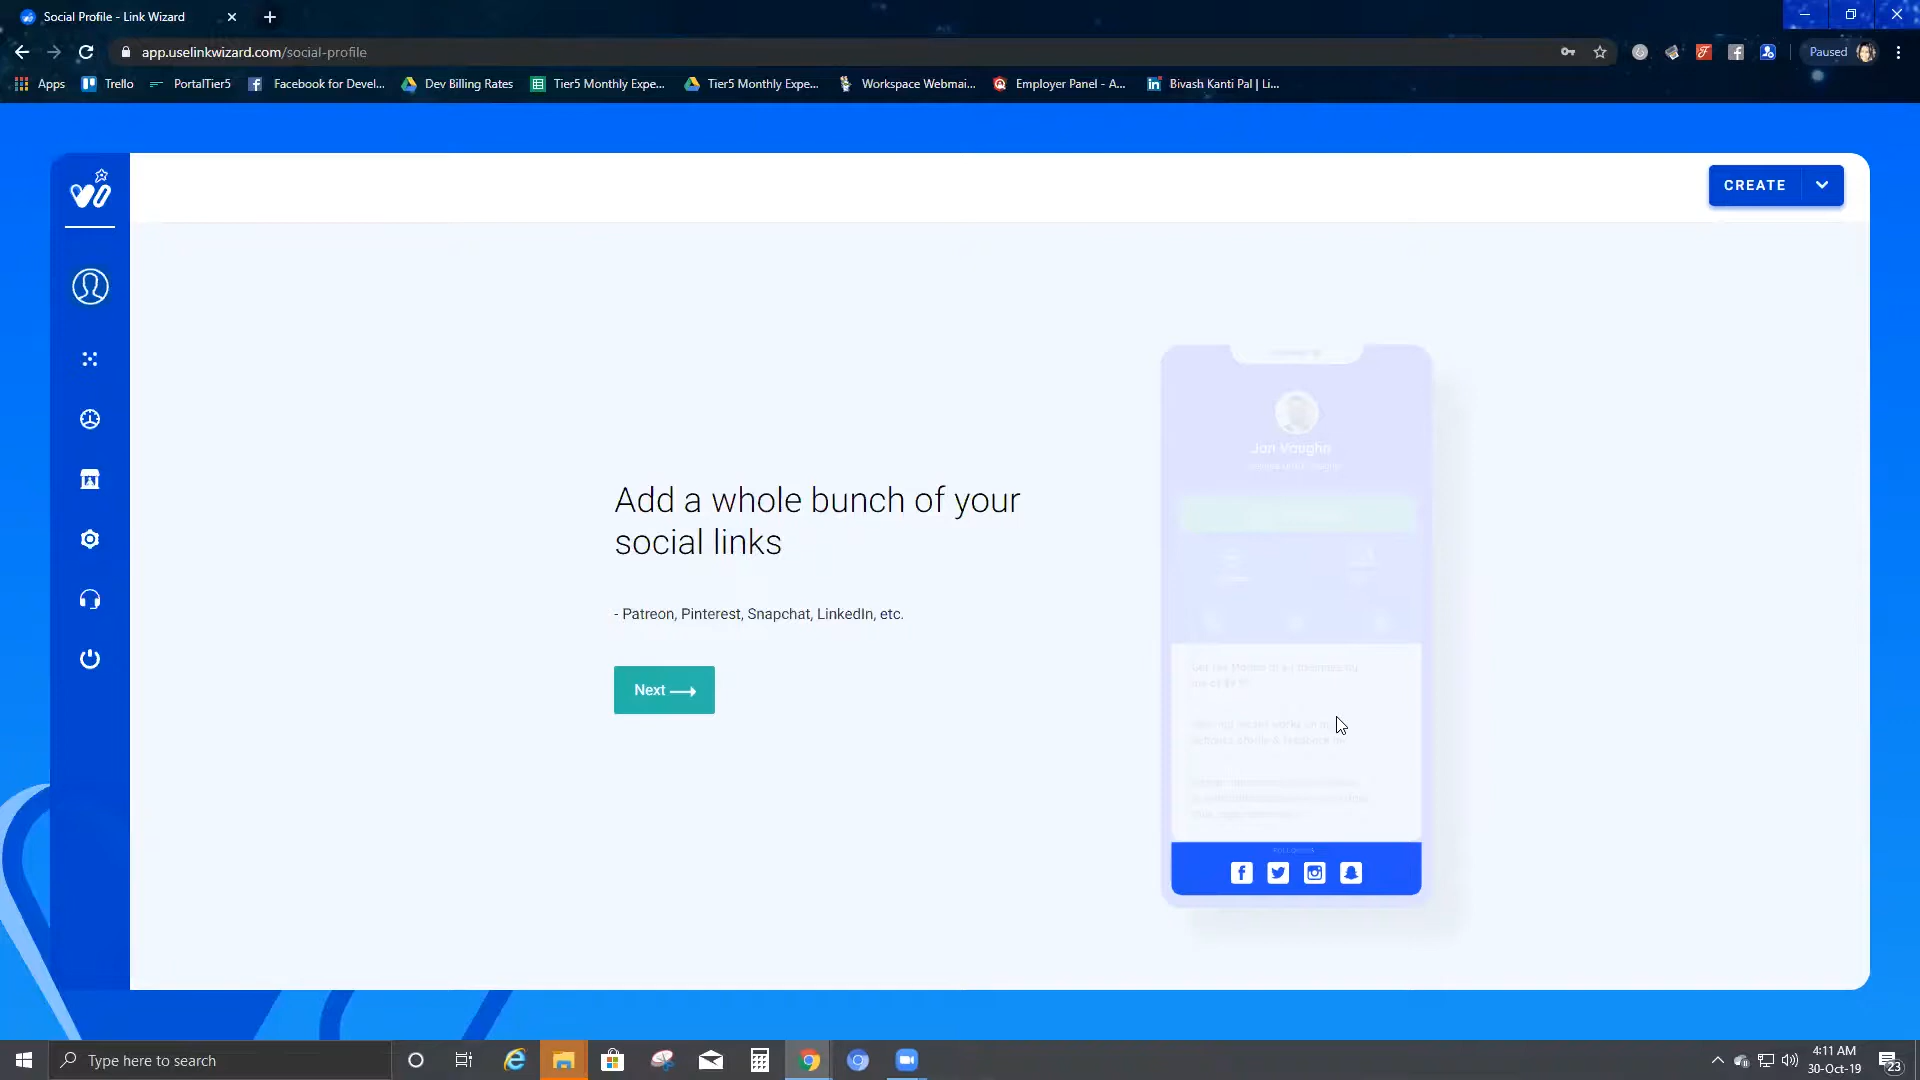 Social Profile - Link Wizard
app.uselinkwizard.com/social-profile
Paused
Apps
Trello
PortalTier5
Facebook for Devel...
Dev Billing Rates
Tier5 Monthly Expe...
Tier5 Monthly Expe...
Workspace Webmai...
Employer Panel - A...
Bivash Kanti Pal | Li...
CREATE
Add a whole bunch of your
social links
- Patreon, Pinterest, Snapchat, LinkedIn, etc.
Next
Jon Vaughn
Type here to search
4:11 AM
30-Oct-19
23